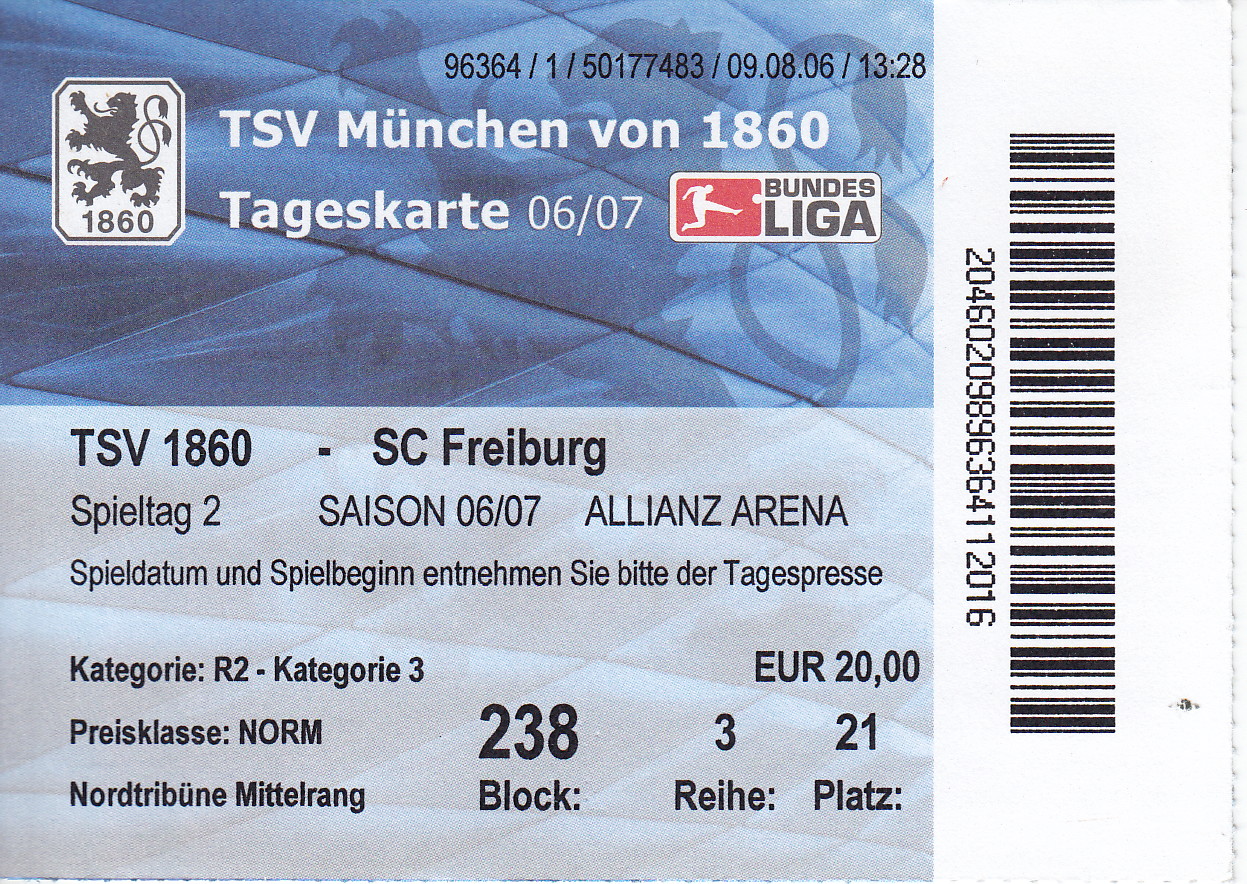 96364 / 1 / 50177483 / 09.08.06 / 13:28
TSV München von 1860
Tageskarte 06/07
BUNDES
LIGA
1860
TSV 1860 - SC Freiburg
Spieltag 2 SAISON 06/07 ALLIANZ ARENA
Spieldatum und Spielbeginn entnehmen Sie bitte der Tagespresse
Kategorie: R2 - Kategorie 3 EUR 20,00
Preisklasse: NORM 238 3 21
Nordtribüne Mittelrang Block: Reihe: Platz:
20460209896364112016